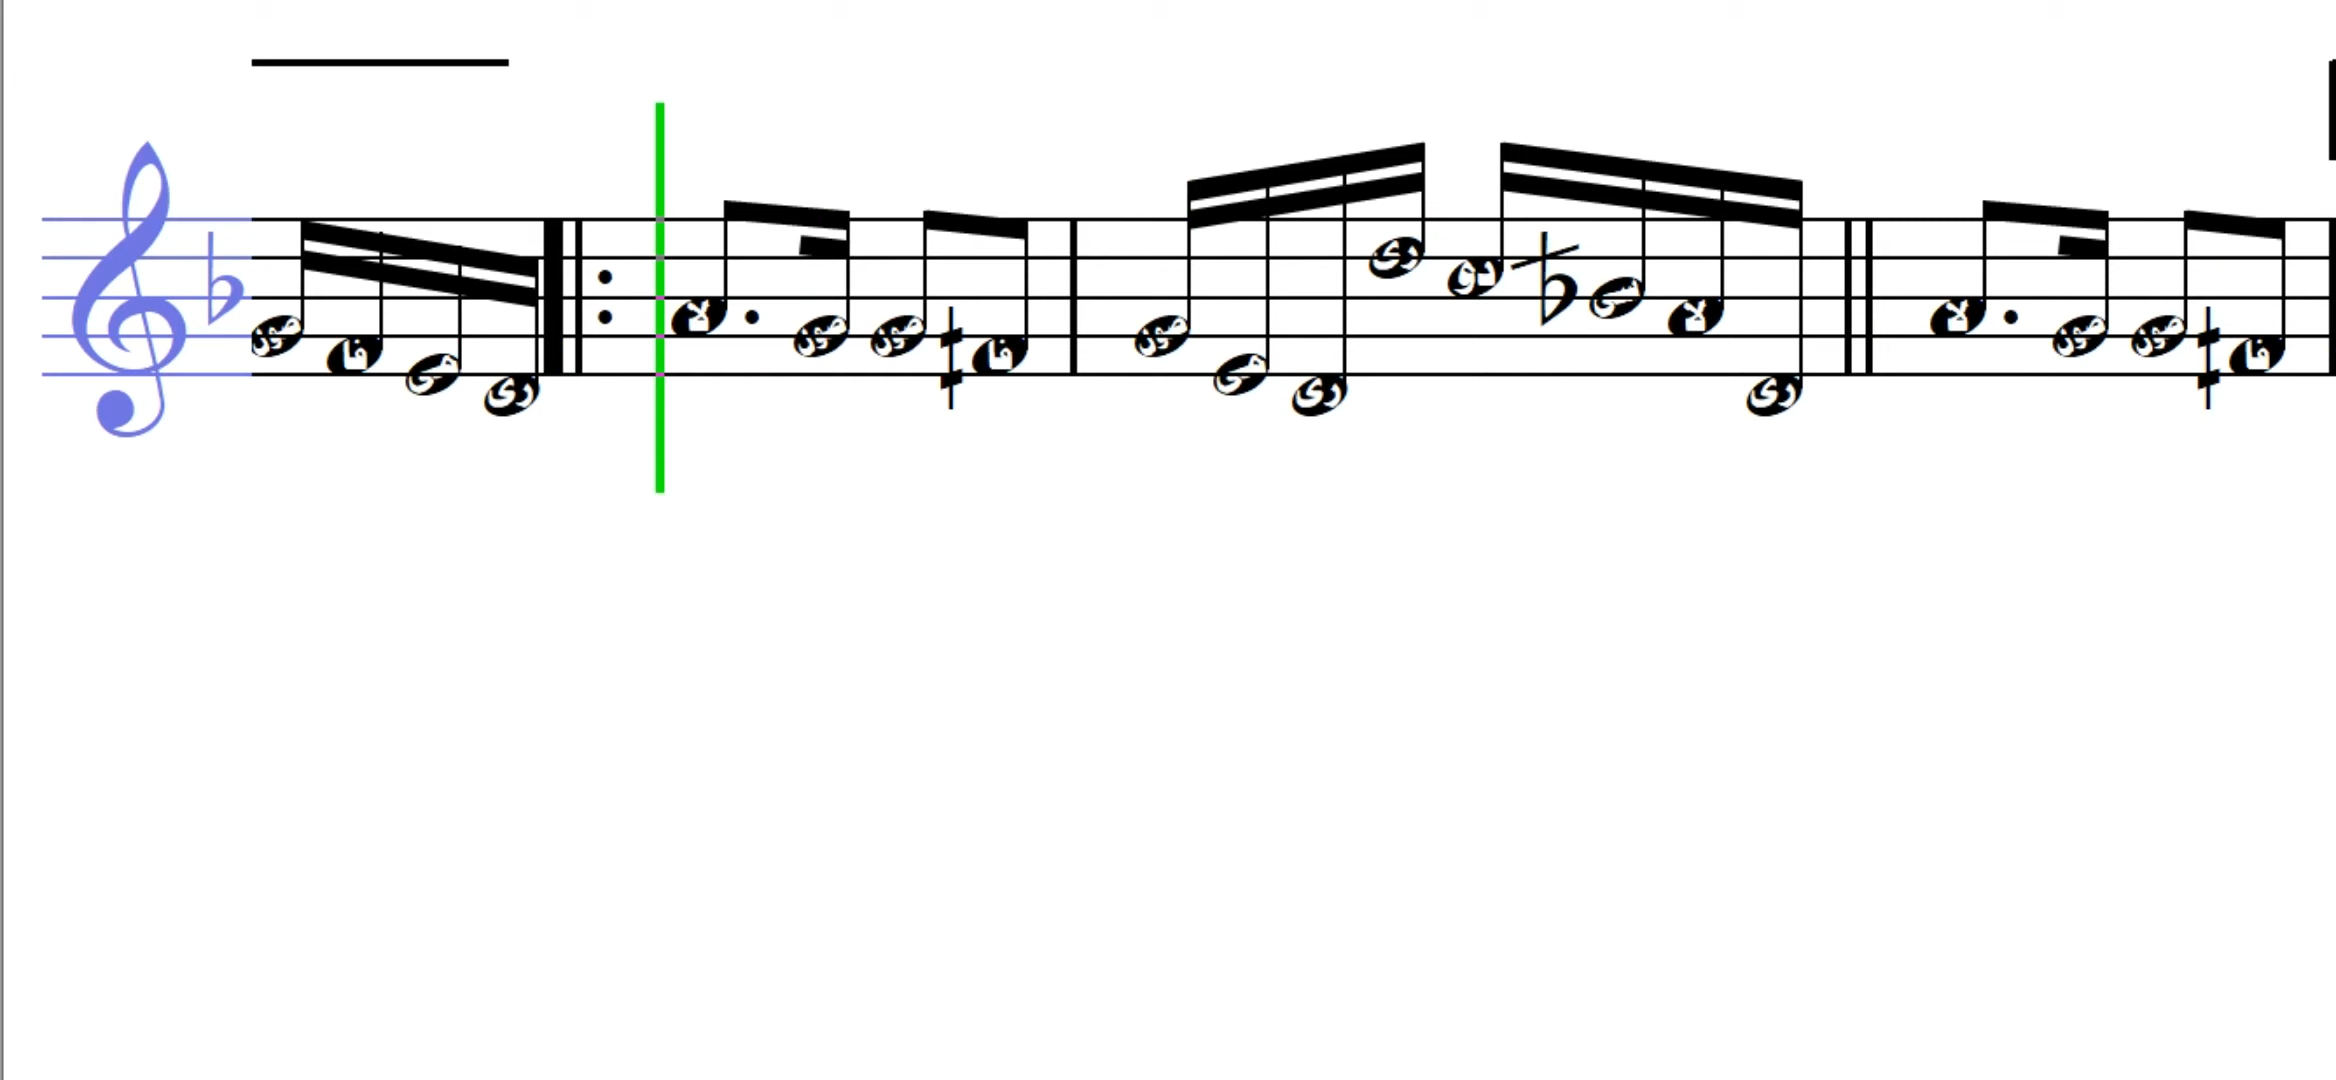 صول فا مي ري لا صول صول فا صول مي ري ري دو سي لا ري لا صول صول فا